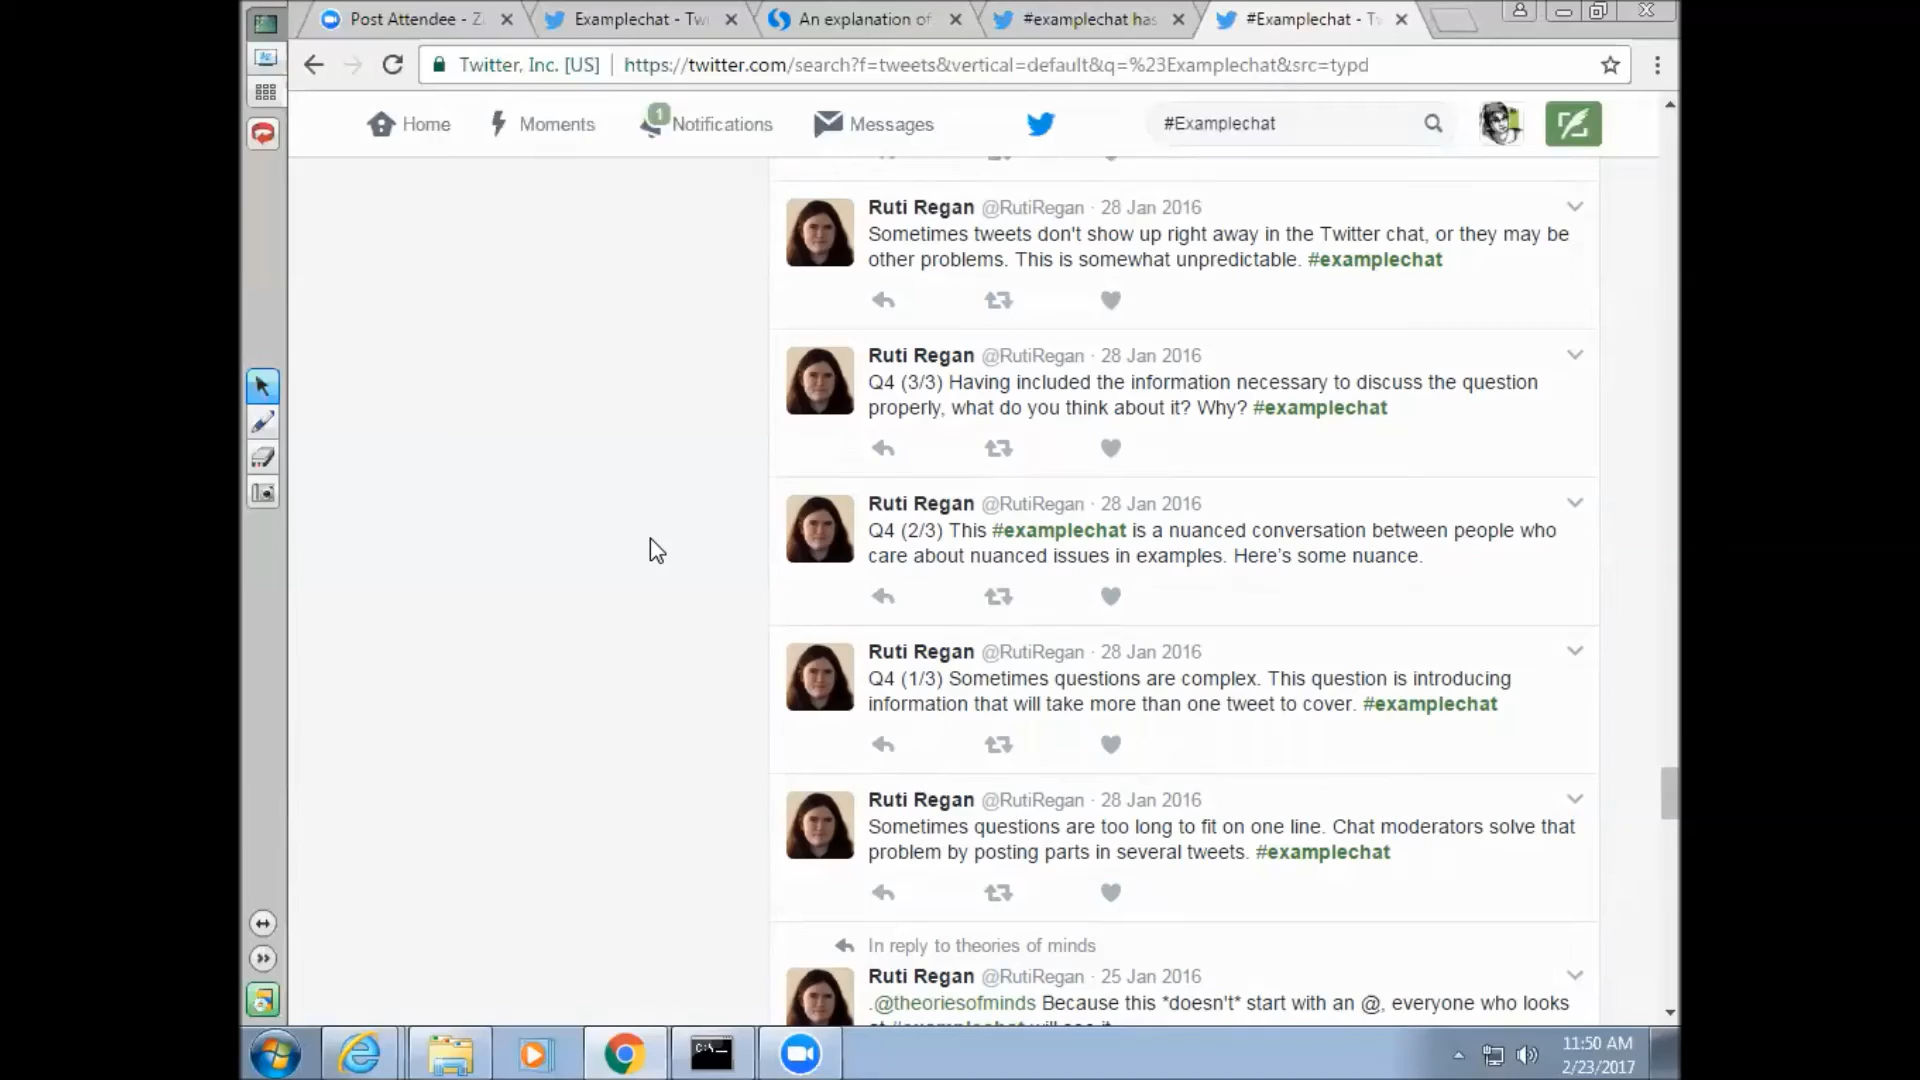 Post Attendee - Z
Examplechat - Tw
An explanation of
#examplechat has
#Examplechat - T
Twitter, Inc. [US] | https://twitter.com/search?f=tweets&vertical=default&q=%23Examplechat&src=typd
Home
Moments
1
Notifications
Messages
#Examplechat
Ruti Regan @RutiRegan · 28 Jan 2016
Sometimes tweets don't show up right away in the Twitter chat, or they may be
other problems. This is somewhat unpredictable. #examplechat
Ruti Regan @RutiRegan · 28 Jan 2016
Q4 (3/3) Having included the information necessary to discuss the question
properly, what do you think about it? Why? #examplechat
Ruti Regan @RutiRegan · 28 Jan 2016
Q4 (2/3) This #examplechat is a nuanced conversation between people who
care about nuanced issues in examples. Here's some nuance.
Ruti Regan @RutiRegan · 28 Jan 2016
Q4 (1/3) Sometimes questions are complex. This question is introducing
information that will take more than one tweet to cover. #examplechat
Ruti Regan @RutiRegan · 28 Jan 2016
Sometimes questions are too long to fit on one line. Chat moderators solve that
problem by posting parts in several tweets. #examplechat
In reply to theories of minds
Ruti Regan @RutiRegan · 25 Jan 2016
.@theoriesofminds Because this *doesn't* start with an @, everyone who looks
at #examplechat will see it
C:\_
11:50 AM
2/23/2017